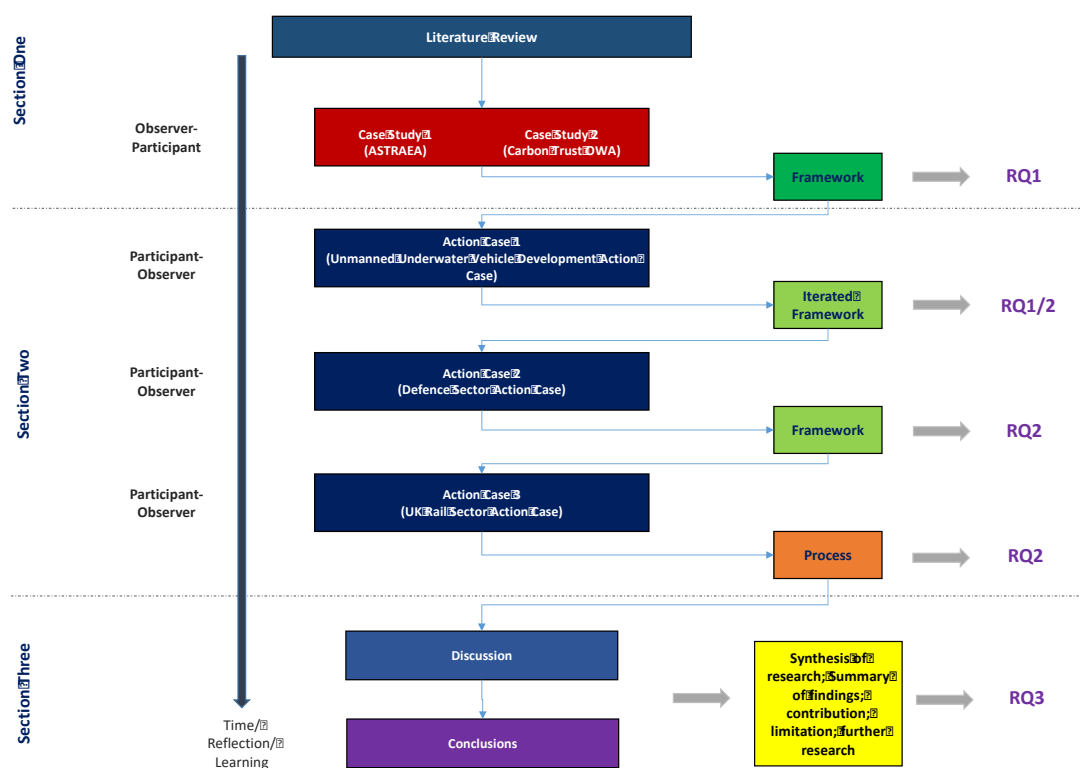 Section One
Literature Review
Observer-
Participant
Case Study 1
(ASTRAEA)
Case Study 2
(Carbon Trust OWA)
Framework
RQ1
Section Two
Participant-
Observer
Action Case 1
(Unmanned Underwater Vehicle Development Action
Case)
Iterated
Framework
RQ1/2
Participant-
Observer
Action Case 2
(Defence Sector Action Case)
Framework
RQ2
Participant-
Observer
Action Case 3
(UK Rail Sector Action Case)
Process
RQ2
Section Three
Discussion
Synthesis of
research; Summary
of findings;
contribution;
limitation; further
research
RQ3
Conclusions
Time/
Reflection/
Learning